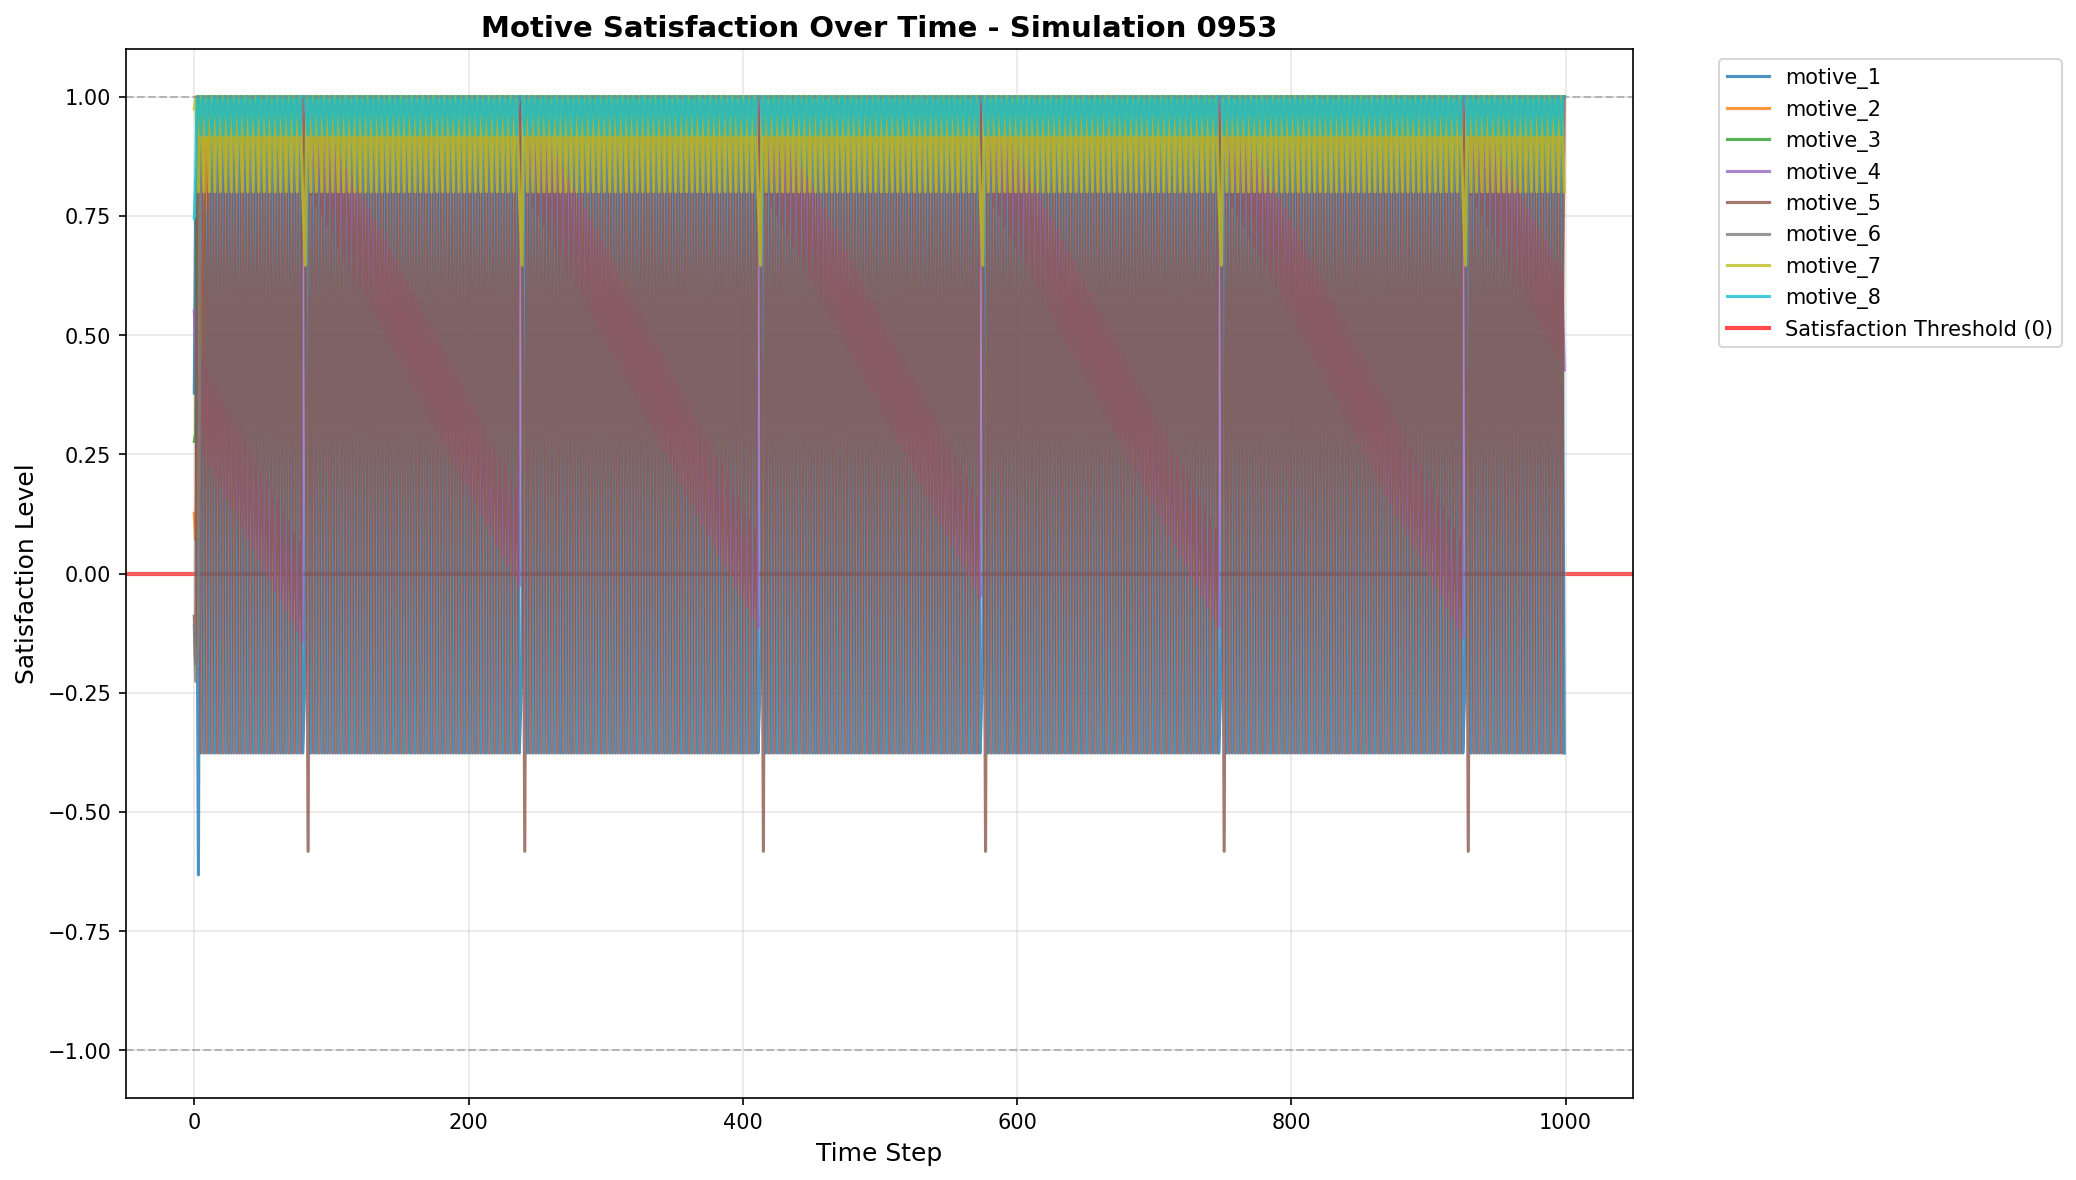 Motive Satisfaction Over Time - Simulation 0953
1.00
0.75
0.50
0.25
0.00
−0.25
−0.50
−0.75
−1.00
Satisfaction Level
0
200
400
600
800
1000
Time Step
motive_1
motive_2
motive_3
motive_4
motive_5
motive_6
motive_7
motive_8
Satisfaction Threshold (0)